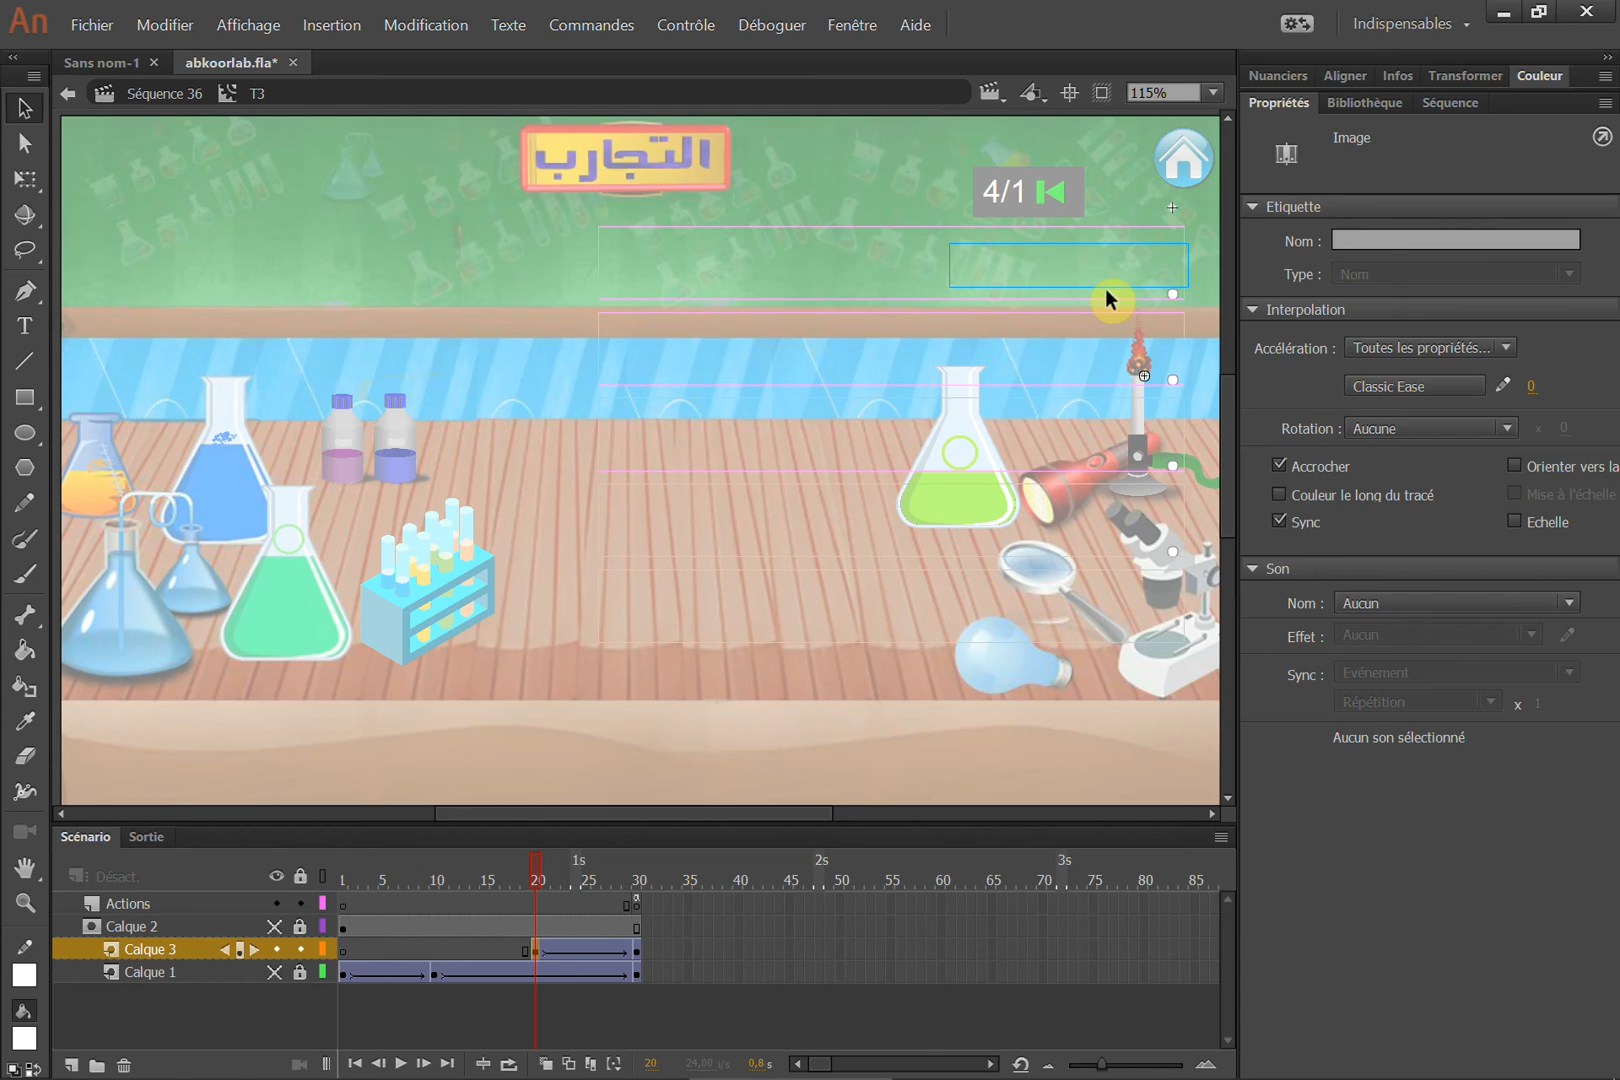 An Fichier Modifier Affichage Insertion Modification Texte Commandes Contrôle Déboguer Fenêtre Aide Indispensables
Sans nom-1 × abkoorlab.fla* ×
Séquence 36 T3 115%
التجارب
4/1
Nuanciers Aligner Infos Transformer Couleur
Propriétés Bibliothèque Séquence
Image
Etiquette
Nom :
Type : Nom
Interpolation
Accélération : Toutes les propriétés...
Classic Ease 0
Rotation : Aucune x 0
Accrocher Orienter vers la
Couleur le long du tracé Mise à l'échelle
Sync Echelle
Son
Nom : Aucun
Effet : Aucun
Sync : Evénement
Répétition x 1
Aucun son sélectionné
Scénario Sortie
1s 2s 3s
Désact. 1 5 10 15 20 25 30 35 40 45 50 55 60 65 70 75 80 85
Actions
Calque 2
Calque 3
Calque 1
20 24,00 i/s 0,8 s